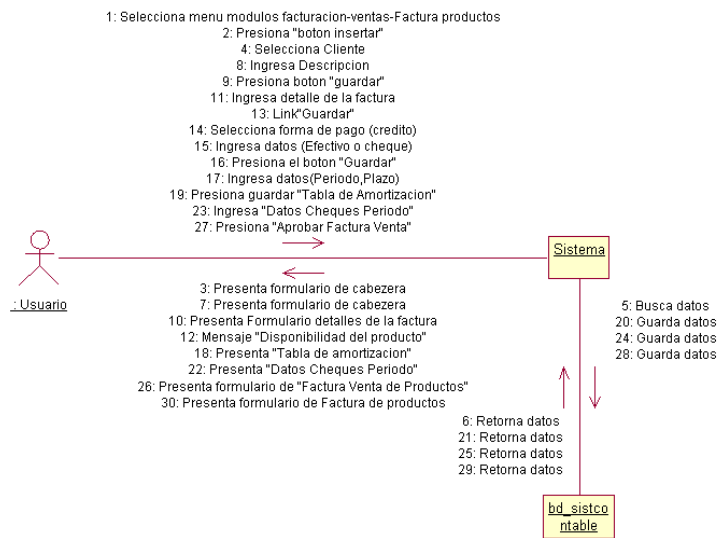 1: Selecciona menu modulos facturacion-ventas-Factura productos
2: Presiona "boton insertar"
4: Selecciona Cliente
8: Ingresa Descripcion
9: Presiona boton "guardar"
11: Ingresa detalle de la factura
13: Link"Guardar"
14: Selecciona forma de pago (credito)
15: Ingresa datos (Efectivo o cheque)
16: Presiona el boton "Guardar"
17: Ingresa datos(Periodo,Plazo)
19: Presiona guardar "Tabla de Amortizacion"
23: Ingresa "Datos Cheques Periodo"
27: Presiona "Aprobar Factura Venta"
: Usuario
Sistema
3: Presenta formulario de cabezera
7: Presenta formulario de cabezera
10: Presenta Formulario detalles de la factura
12: Mensaje "Disponibilidad del producto"
18: Presenta "Tabla de amortizacion"
22: Presenta "Datos Cheques Periodo"
26: Presenta formulario de "Factura Venta de Productos"
30: Presenta formulario de Factura de productos
5: Busca datos
20: Guarda datos
24: Guarda datos
28: Guarda datos
6: Retorna datos
21: Retorna datos
25: Retorna datos
29: Retorna datos
bd_sistco
ntable